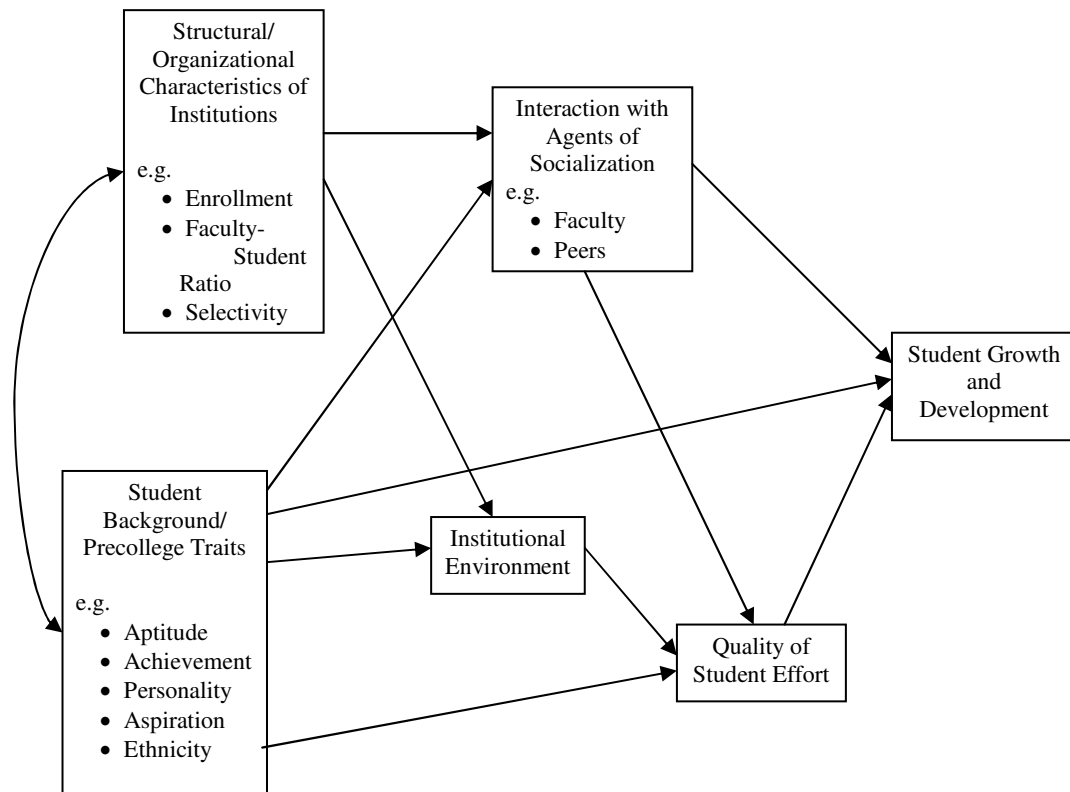 Structural/
Organizational
Characteristics of
Institutions
e.g.
• Enrollment
• Faculty-
Student
Ratio
• Selectivity
Interaction with
Agents of
Socialization
e.g.
• Faculty
• Peers
Student Growth
and
Development
Student
Background/
Precollege Traits
e.g.
• Aptitude
• Achievement
• Personality
• Aspiration
• Ethnicity
Institutional
Environment
Quality of
Student Effort